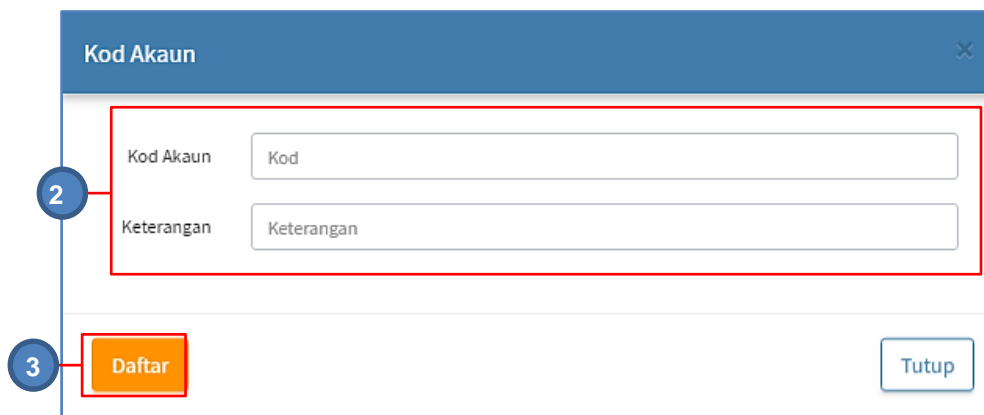 Kod Akaun ×
Kod Akaun Kod
2
Keterangan Keterangan
3 Daftar Tutup